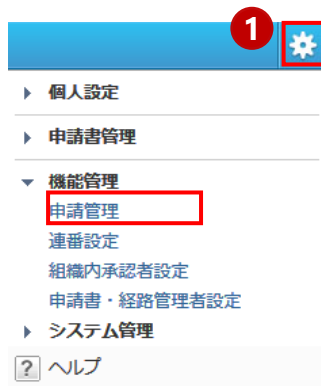 1
個人設定
申請書管理
機能管理
申請管理
連番設定
組織内承認者設定
申請書・経路管理者設定
システム管理
? ヘルプ